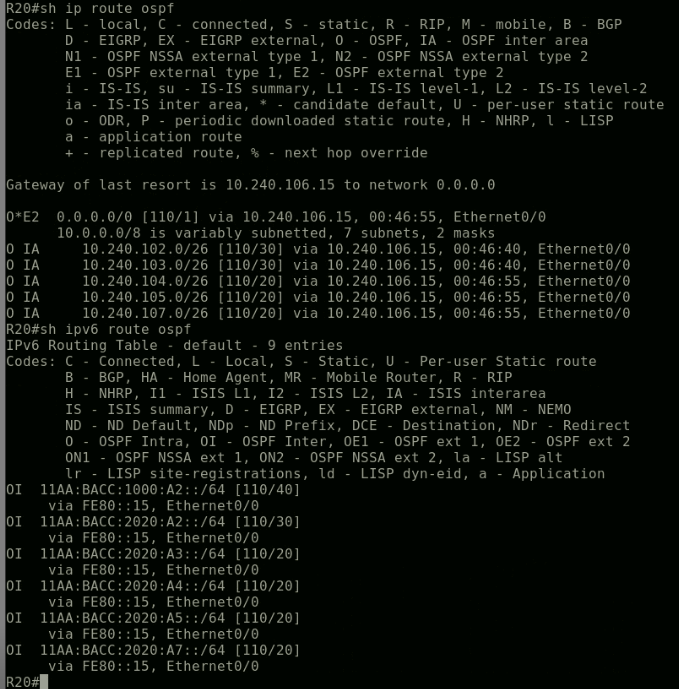 R20#sh ip route ospf
Codes: L - local, C - connected, S - static, R - RIP, M - mobile, B - BGP
       D - EIGRP, EX - EIGRP external, O - OSPF, IA - OSPF inter area
       N1 - OSPF NSSA external type 1, N2 - OSPF NSSA external type 2
       E1 - OSPF external type 1, E2 - OSPF external type 2
       i - IS-IS, su - IS-IS summary, L1 - IS-IS level-1, L2 - IS-IS level-2
       ia - IS-IS inter area, * - candidate default, U - per-user static route
       o - ODR, P - periodic downloaded static route, H - NHRP, l - LISP
       a - application route
       + - replicated route, % - next hop override

Gateway of last resort is 10.240.106.15 to network 0.0.0.0

O*E2  0.0.0.0/0 [110/1] via 10.240.106.15, 00:46:55, Ethernet0/0
      10.0.0.0/8 is variably subnetted, 7 subnets, 2 masks
O IA     10.240.102.0/26 [110/30] via 10.240.106.15, 00:46:40, Ethernet0/0
O IA     10.240.103.0/26 [110/30] via 10.240.106.15, 00:46:40, Ethernet0/0
O IA     10.240.104.0/26 [110/20] via 10.240.106.15, 00:46:55, Ethernet0/0
O IA     10.240.105.0/26 [110/20] via 10.240.106.15, 00:46:55, Ethernet0/0
O IA     10.240.107.0/26 [110/20] via 10.240.106.15, 00:46:55, Ethernet0/0
R20#sh ipv6 route ospf
IPv6 Routing Table - default - 9 entries
Codes: C - Connected, L - Local, S - Static, U - Per-user Static route
       B - BGP, HA - Home Agent, MR - Mobile Router, R - RIP
       H - NHRP, I1 - ISIS L1, I2 - ISIS L2, IA - ISIS interarea
       IS - ISIS summary, D - EIGRP, EX - EIGRP external, NM - NEMO
       ND - ND Default, NDp - ND Prefix, DCE - Destination, NDr - Redirect
       O - OSPF Intra, OI - OSPF Inter, OE1 - OSPF ext 1, OE2 - OSPF ext 2
       ON1 - OSPF NSSA ext 1, ON2 - OSPF NSSA ext 2, la - LISP alt
       lr - LISP site-registrations, ld - LISP dyn-eid, a - Application
OI  11AA:BACC:1000:A2::/64 [110/40]
     via FE80::15, Ethernet0/0
OI  11AA:BACC:2020:A2::/64 [110/30]
     via FE80::15, Ethernet0/0
OI  11AA:BACC:2020:A3::/64 [110/20]
     via FE80::15, Ethernet0/0
OI  11AA:BACC:2020:A4::/64 [110/20]
     via FE80::15, Ethernet0/0
OI  11AA:BACC:2020:A5::/64 [110/20]
     via FE80::15, Ethernet0/0
OI  11AA:BACC:2020:A7::/64 [110/20]
     via FE80::15, Ethernet0/0
R20#